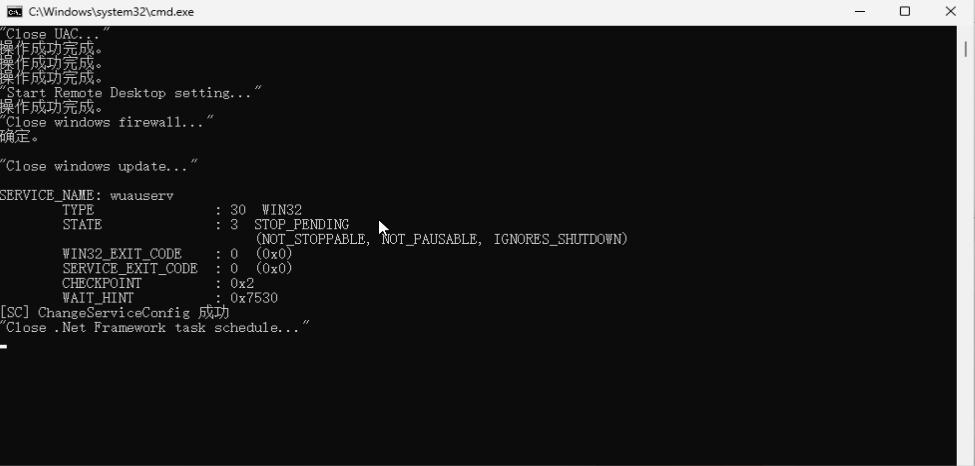 C:\Windows\system32\cmd.exe
"Close UAC..."
操作成功完成。
操作成功完成。
操作成功完成。
"Start Remote Desktop setting..."
操作成功完成。
"Close windows firewall..."
确定。
"Close windows update..."
SERVICE_NAME: wuauserv
TYPE : 30 WIN32
STATE : 3 STOP_PENDING
(NOT_STOPPABLE, NOT_PAUSABLE, IGNORES_SHUTDOWN)
WIN32_EXIT_CODE : 0 (0x0)
SERVICE_EXIT_CODE : 0 (0x0)
CHECKPOINT : 0x2
WAIT_HINT : 0x7530
[SC] ChangeServiceConfig 成功
"Close .Net Framework task schedule..."